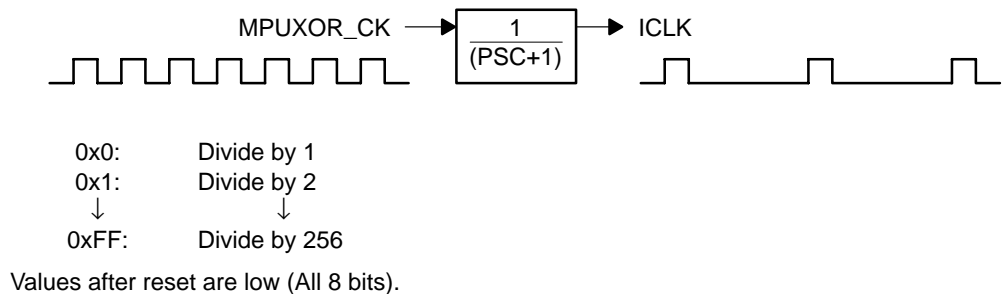 MPUXOR_CK
1
(PSC+1)
ICLK
0x0: Divide by 1
0x1: Divide by 2
↓ ↓
0xFF: Divide by 256
Values after reset are low (All 8 bits).